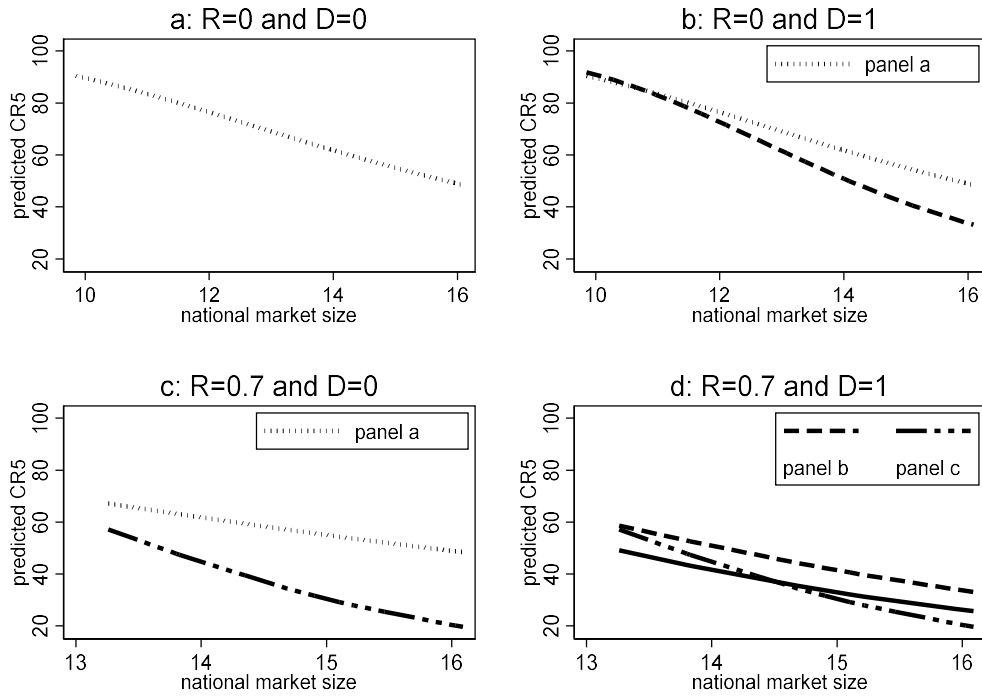 a: R=0 and D=0
predicted CR5
100
80
60
40
20
10
12
14
16
national market size
b: R=0 and D=1
panel a
predicted CR5
100
80
60
40
20
10
12
14
16
national market size
c: R=0.7 and D=0
panel a
predicted CR5
100
80
60
40
20
13
14
15
16
national market size
d: R=0.7 and D=1
panel b
panel c
predicted CR5
100
80
60
40
20
13
14
15
16
national market size